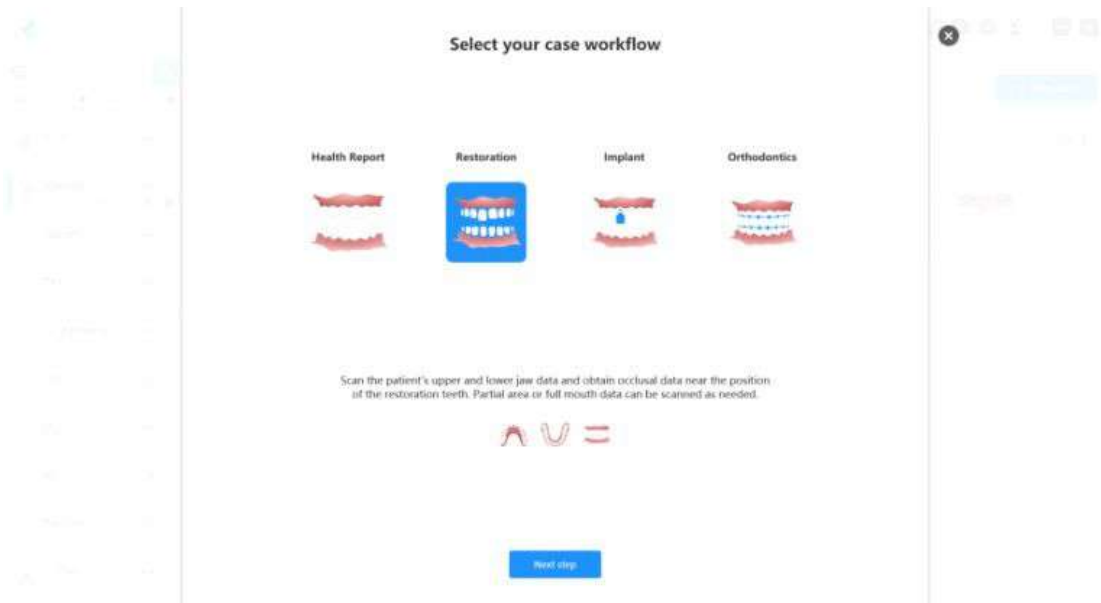 Select your case workflow
Health Report
Restoration
Implant
Orthodontics
Scan the patient's upper and lower jaw data and obtain occlusal data near the position
of the restoration teeth. Partial area or full mouth data can be scanned as needed.
Next step